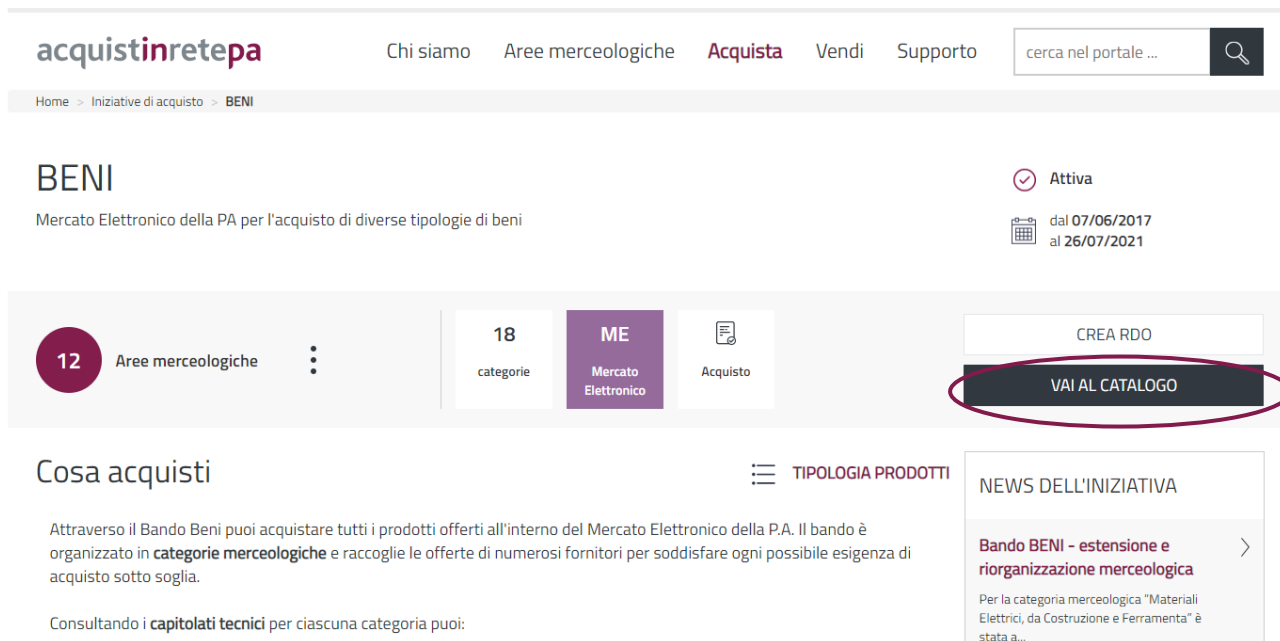 acquistinretepa
Chi siamo
Aree merceologiche
Acquista
Vendi
Supporto
cerca nel portale ...
Home > Iniziative di acquisto > BENI
BENI
Mercato Elettronico della PA per l'acquisto di diverse tipologie di beni
Attiva
dal 07/06/2017
al 26/07/2021
12
Aree merceologiche
18
categorie
ME
Mercato
Elettronico
Acquisto
CREA RDO
VAI AL CATALOGO
Cosa acquisti
TIPOLOGIA PRODOTTI
Attraverso il Bando Beni puoi acquistare tutti i prodotti offerti all'interno del Mercato Elettronico della P.A. Il bando è
organizzato in categorie merceologiche e raccoglie le offerte di numerosi fornitori per soddisfare ogni possibile esigenza di
acquisto sotto soglia.
Consultando i capitolati tecnici per ciascuna categoria puoi:
NEWS DELL'INIZIATIVA
Bando BENI - estensione e
riorganizzazione merceologica
Per la categoria merceologica “Materiali
Elettrici, da Costruzione e Ferramenta” è
stata a...